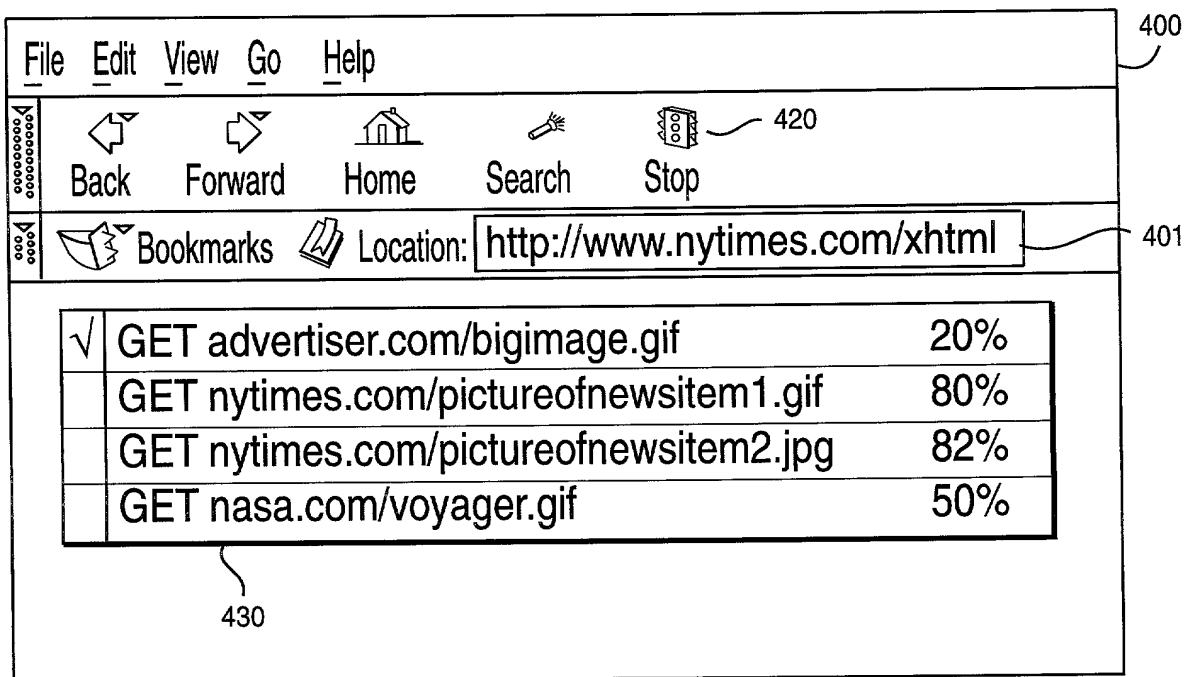 File Edit View Go Help
400
Back Forward Home Search Stop
420
Bookmarks Location: http://www.nytimes.com/xhtml
401
√ GET advertiser.com/bigimage.gif 20%
GET nytimes.com/pictureofnewsitem1.gif 80%
GET nytimes.com/pictureofnewsitem2.jpg 82%
GET nasa.com/voyager.gif 50%
430